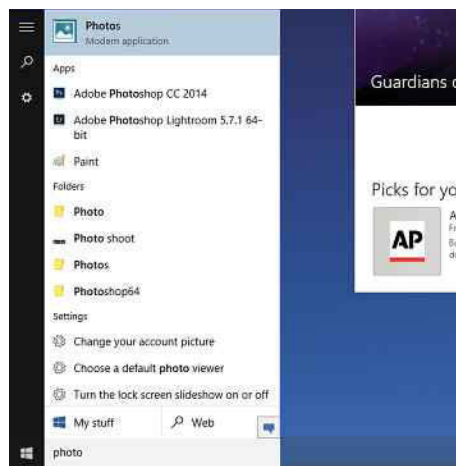 Photos
Modern application
Apps
Adobe Photoshop CC 2014
Adobe Photoshop Lightroom 5.7.1 64-
bit
Paint
Folders
Photo
Photo shoot
Photos
Photoshop64
Settings
Change your account picture
Choose a default photo viewer
Turn the lock screen slideshow on or off
My stuff
Web
photo
Guardians
Picks for yo
A
AP